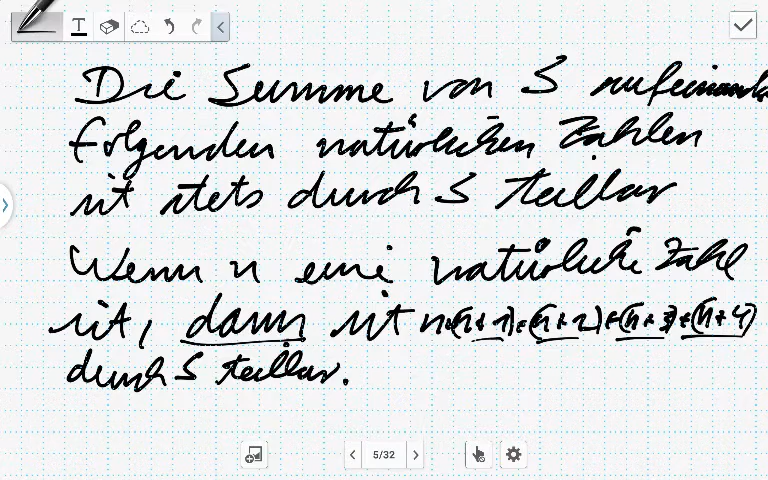 T
Die Summe von 5 aufeinander
folgenden natürlichen Zahlen
ist stets durch 5 teilbar
Wenn n eine natürliche Zahl
ist, dann ist n+(n+1)+(n+2)+(n+3)+(n+4)
durch 5 teilbar.
5/32